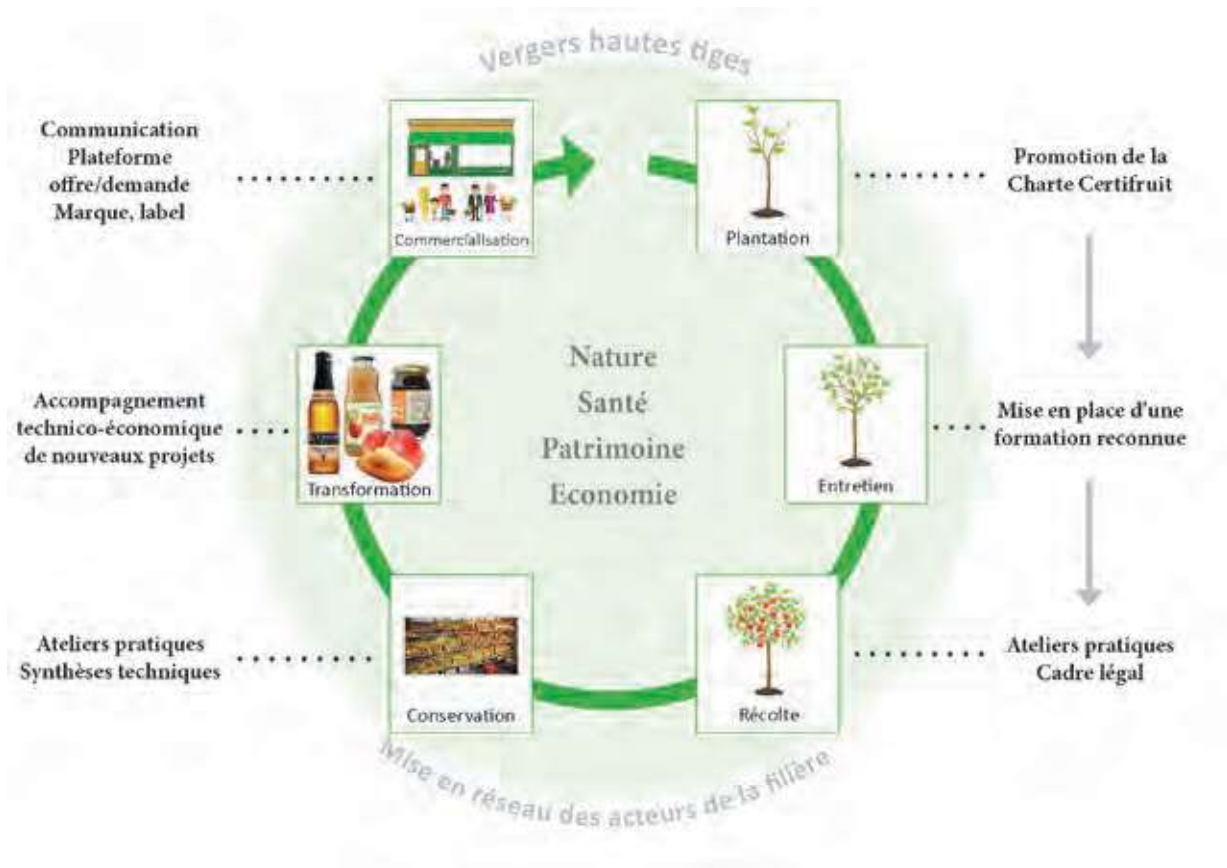 Vergers hautes tiges
Communication
Plateforme
offre/demande
Marque, label
Commercialisation
Plantation
Promotion de la
Charte Certifruit
Accompagnement
technico-économique
de nouveaux projets
Transformation
Nature
Santé
Patrimoine
Economie
Entretien
Mise en place d'une
formation reconnue
Ateliers pratiques
Synthèses techniques
Conservation
Récolte
Ateliers pratiques
Cadre légal
Mise en réseau des acteurs de la filière